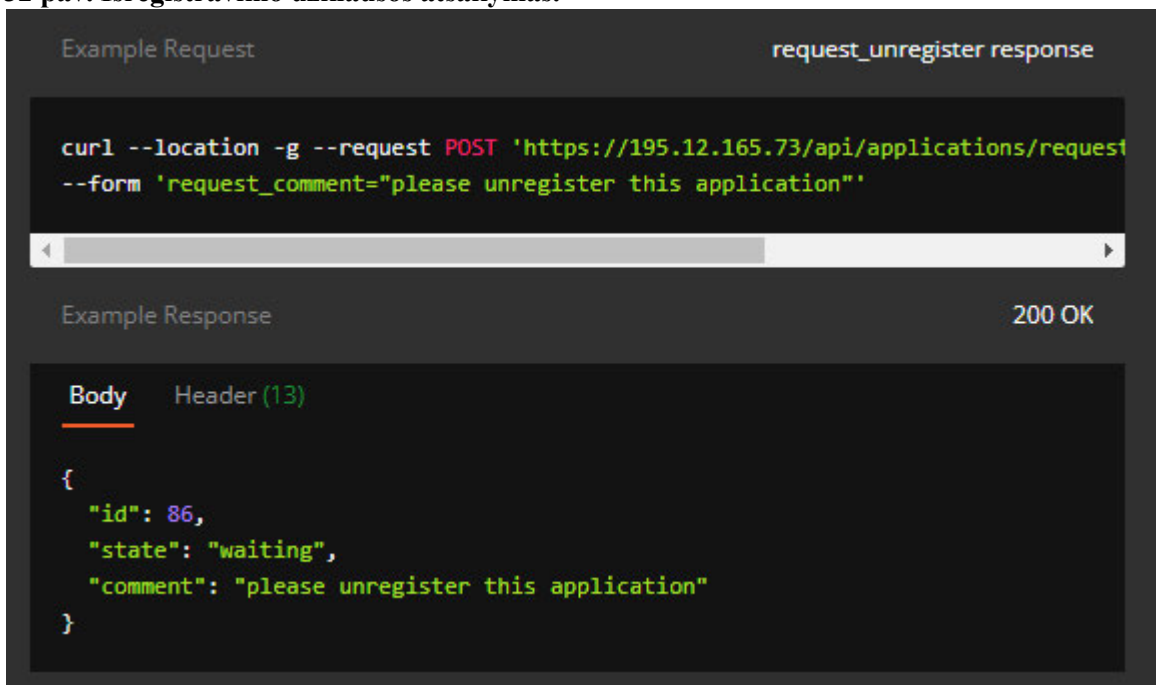 Example Request
request_unregister response
curl --location -g --request POST 'https://195.12.165.73/api/applications/request
--form 'request_comment="please unregister this application"'
Example Response
200 OK
Body Header (13)
{
"id": 86,
"state": "waiting",
"comment": "please unregister this application"
}